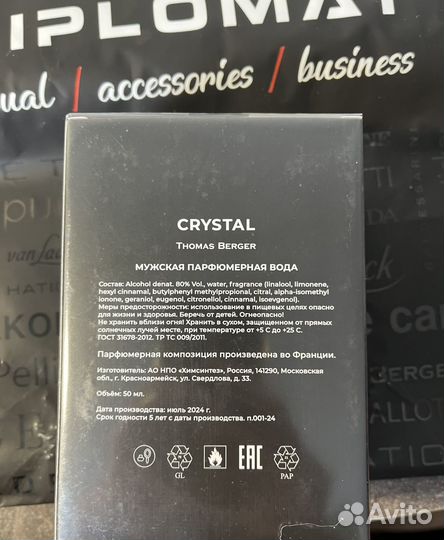 IPLOMAT
ual / accessories / business
CRYSTAL
THOMAS BERGER
МУЖСКАЯ ПАРФЮМЕРНАЯ ВОДА
Состав: Alcohol denat. 80% Vol., water, fragrance (linalool, limonene,
hexyl cinnamal, butylphenyl methylpropional, citral, alpha-isomethyl
ionone, geraniol, eugenol, citronellol, cinnamal, isoevgenol).
Меры предосторожности: использование в пищевых целях опасно
для жизни и здоровья. Беречь от детей. Огнеопасно!
Не хранить вблизи огня! Хранить в сухом, защищенном от прямых
солнечных лучей месте, при температуре от +5 С до +25 С.
ГОСТ 31678-2012. ТР ТС 009/2011.
Парфюмерная композиция произведена во Франции.
Изготовитель: АО НПО «Химсинтез», Россия, 141290, Московская
обл., г. Красноармейск, ул. Свердлова, д. 33.
Объём: 50 мл.
Дата производства: июль 2024 г.
Срок годности 5 лет с даты производства. п.001-24
GL
EAC
PAP
BERGER
Avito